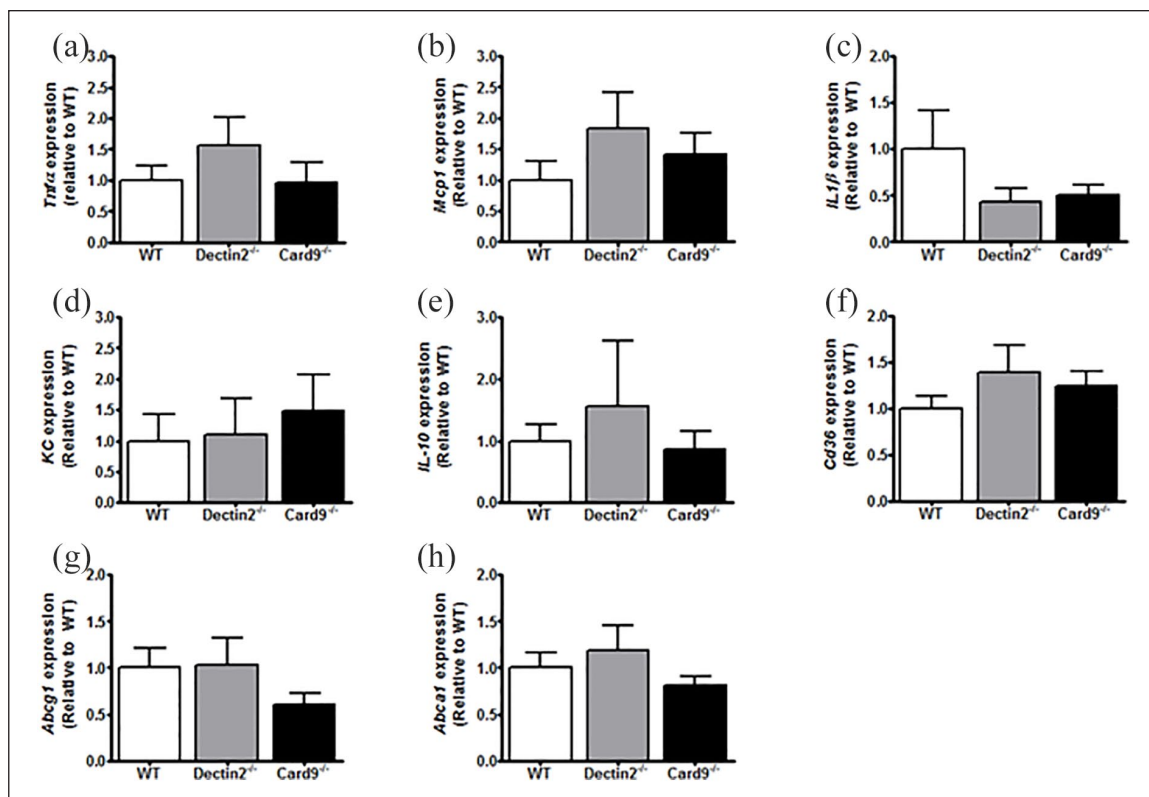 (a)
Tnfα expression
(relative to WT)
3.0
2.5
2.0
1.5
1.0
0.5
0.0
WT Dectin2-/- Card9-/-
(b)
Mcp1 expression
(Relative to WT)
3.0
2.5
2.0
1.5
1.0
0.5
0.0
WT Dectin2-/- Card9-/-
(c)
IL1β expression
(Relative to WT)
2.0
1.5
1.0
0.5
0.0
WT Dectin2-/- Card9-/-
(d)
KC expression
(Relative to WT)
3.0
2.5
2.0
1.5
1.0
0.5
0.0
WT Dectin2-/- Card9-/-
(e)
IL-10 expression
(Relative to WT)
3.0
2.0
1.0
0.0
WT Dectin2-/- Card9-/-
(f)
Cd36 expression
(Relative to WT)
2.0
1.5
1.0
0.5
0.0
WT Dectin2-/- Card9-/-
(g)
Abcg1 expression
(Relative to WT)
2.0
1.5
1.0
0.5
0.0
WT Dectin2-/- Card9-/-
(h)
Abca1 expression
(Relative to WT)
2.0
1.5
1.0
0.5
0.0
WT Dectin2-/- Card9-/-